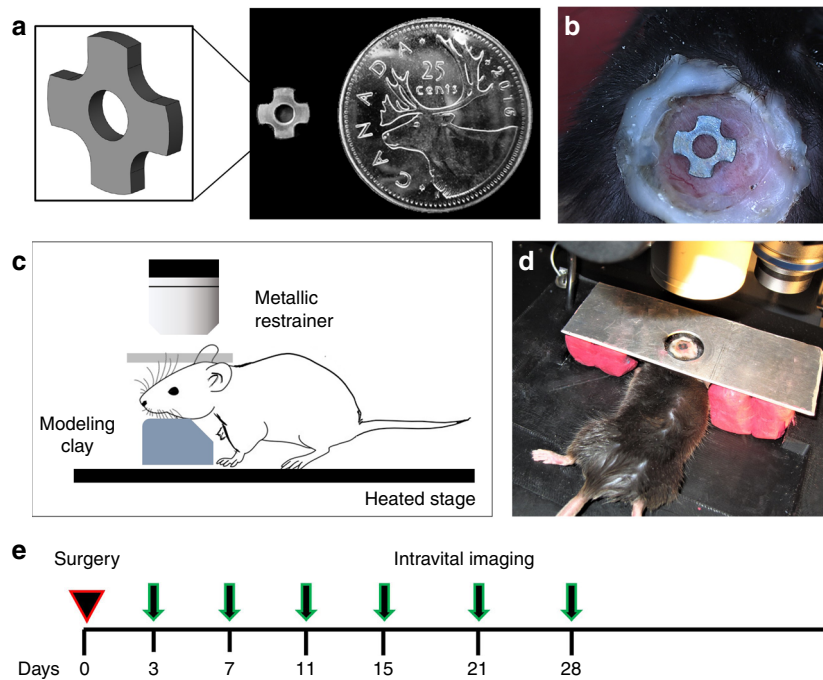 a
25
cents
CANADA
2016
b
c
Metallic
restrainer
Modeling
clay
Heated stage
d
e
Surgery
Intravital imaging
Days 0 3 7 11 15 21 28